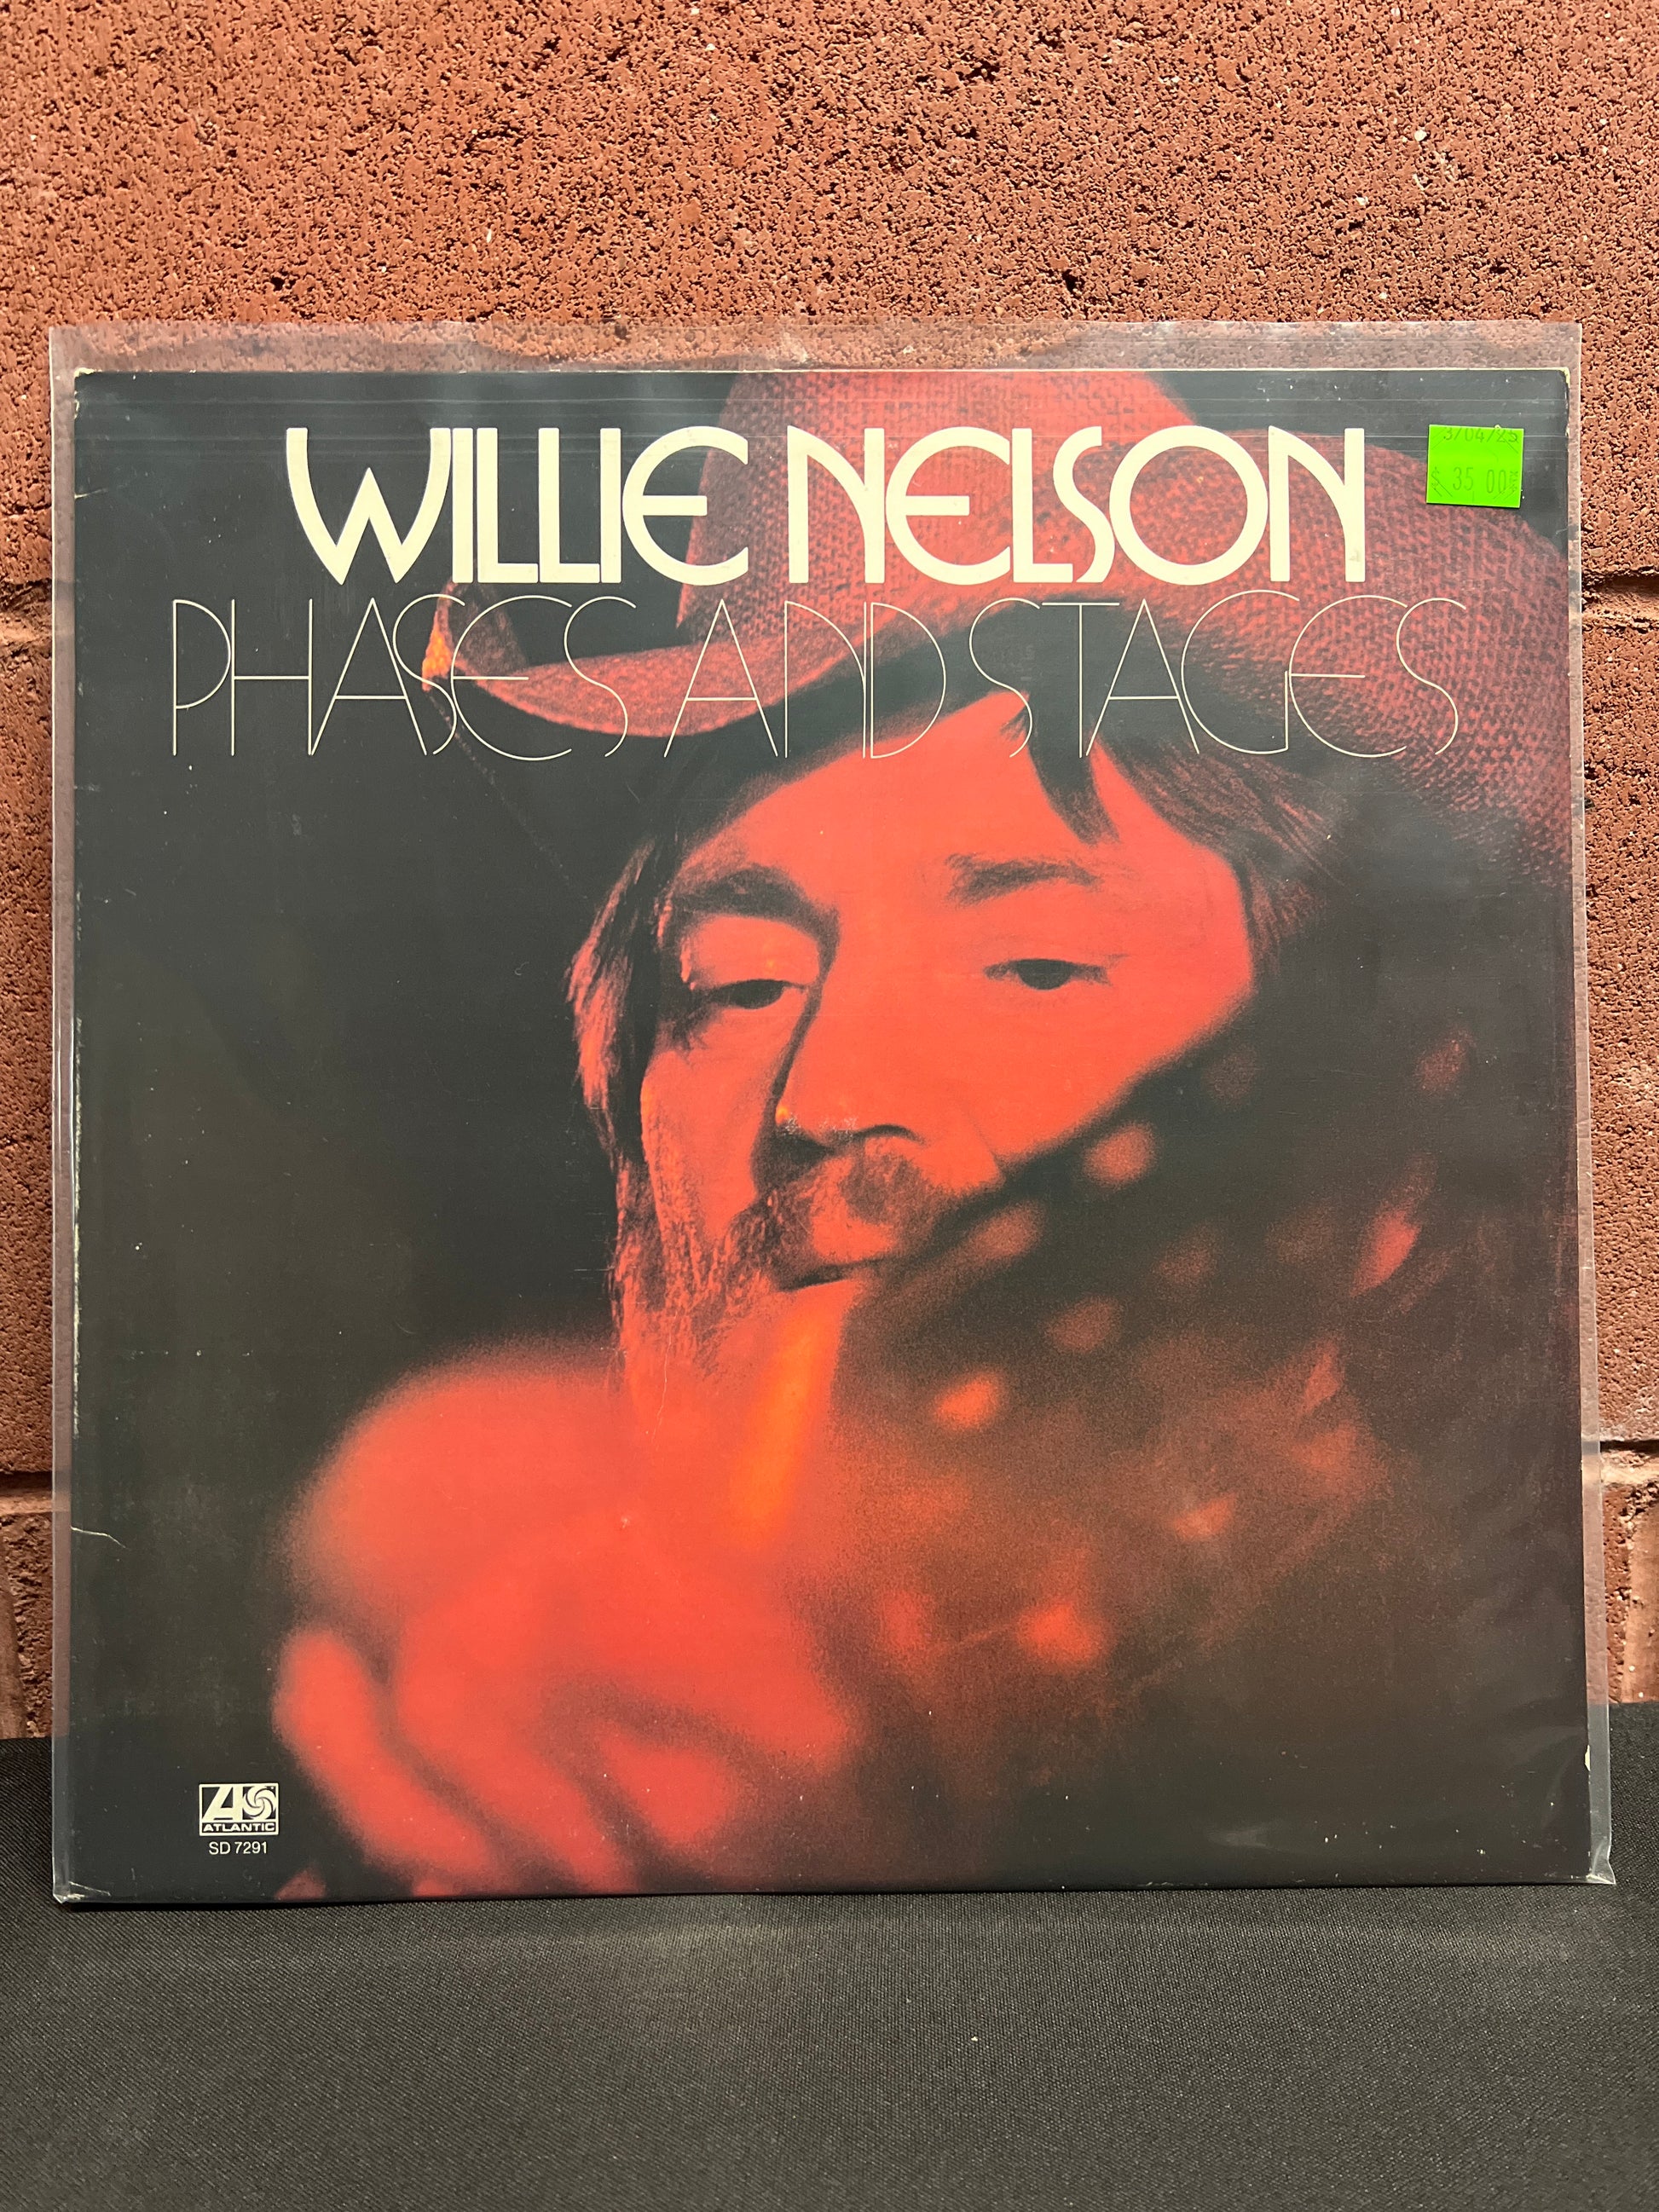 WILLIE NELSON
3/04/25
$ 35 00
PHASES AND STAGES
ATLANTIC
SD 7291